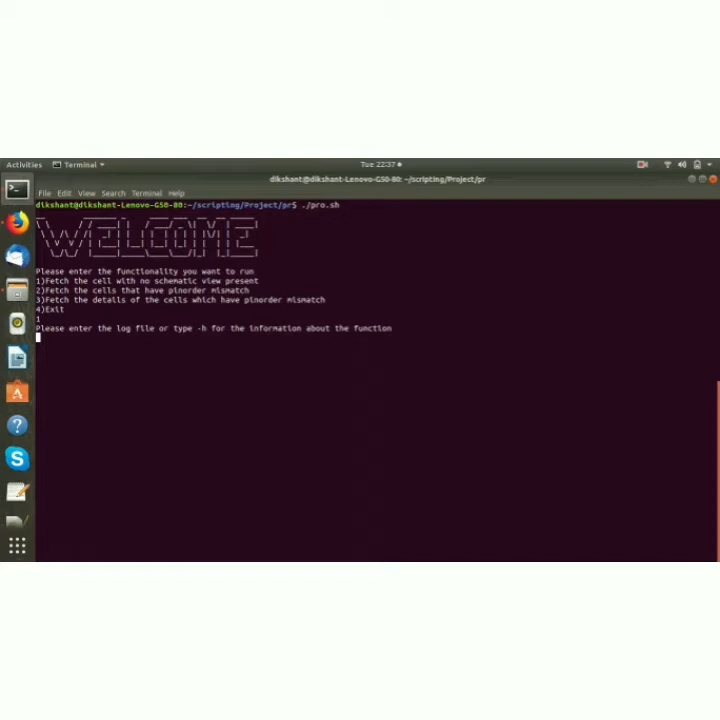 Activities Terminal Tue 22:37
dikshant@dikshant-Lenovo-G50-80: ~/scripting/Project/pr
File Edit View Search Terminal Help
dikshant@dikshant-Lenovo-G50-80:~/scripting/Project/pr$ ./pro.sh
WELCOME
Please enter the functionality you want to run
1)Fetch the cell with no schematic view present
2)Fetch the cells that have pinorder mismatch
3)Fetch the details of the cells which have pinorder mismatch
4)Exit
1
Please enter the log file or type -h for the information about the function